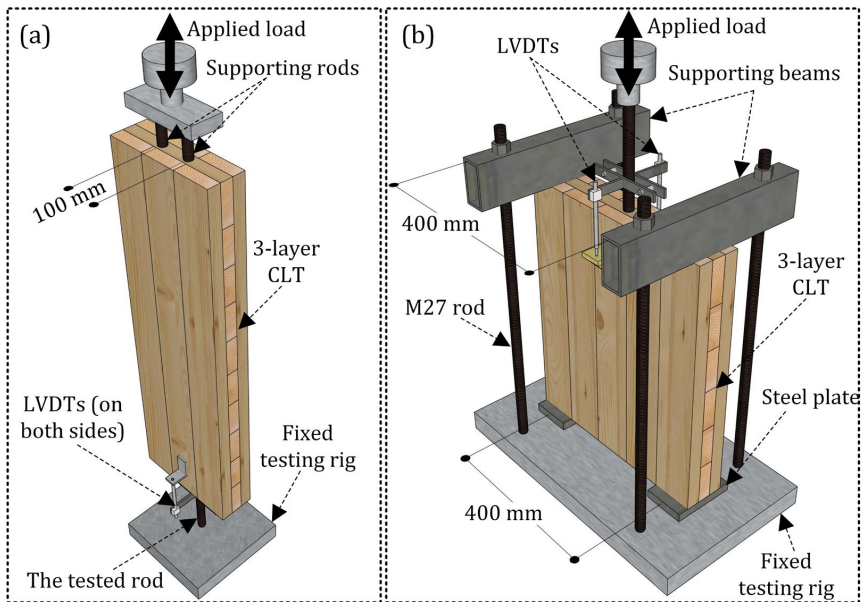 (a)
Applied load
Supporting rods
100 mm
3-layer
CLT
LVDTs (on
both sides)
Fixed
testing rig
The tested rod
(b)
Applied load
LVDTs
Supporting beams
400 mm
3-layer
CLT
M27 rod
Steel plate
400 mm
Fixed
testing rig